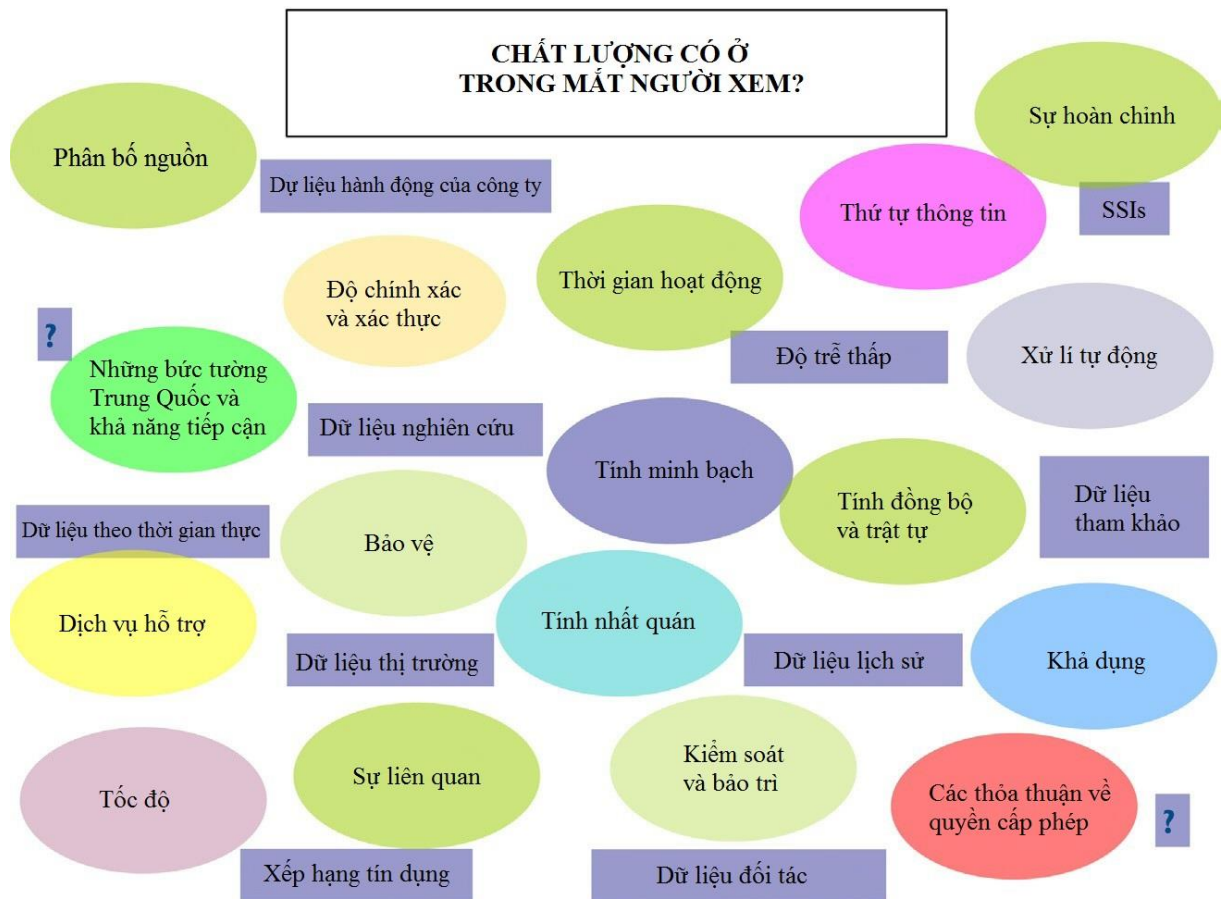 CHẤT LƯỢNG CÓ Ở
TRONG MẮT NGƯỜI XEM?
Phân bố nguồn
Sự hoàn chỉnh
Dự liệu hành động của công ty
Thứ tự thông tin
SSIs
Độ chính xác
và xác thực
Thời gian hoạt động
?
Những bức tường
Trung Quốc và
khả năng tiếp cận
Độ trễ thấp
Xử lí tự động
Dữ liệu nghiên cứu
Tính minh bạch
Tính đồng bộ
và trật tự
Dữ liệu
tham khảo
Dữ liệu theo thời gian thực
Bảo vệ
Dịch vụ hỗ trợ
Tính nhất quán
Dữ liệu thị trường
Dữ liệu lịch sử
Khả dụng
Tốc độ
Sự liên quan
Kiểm soát
và bảo trì
Các thỏa thuận về
quyền cấp phép
?
Xếp hạng tín dụng
Dữ liệu đối tác